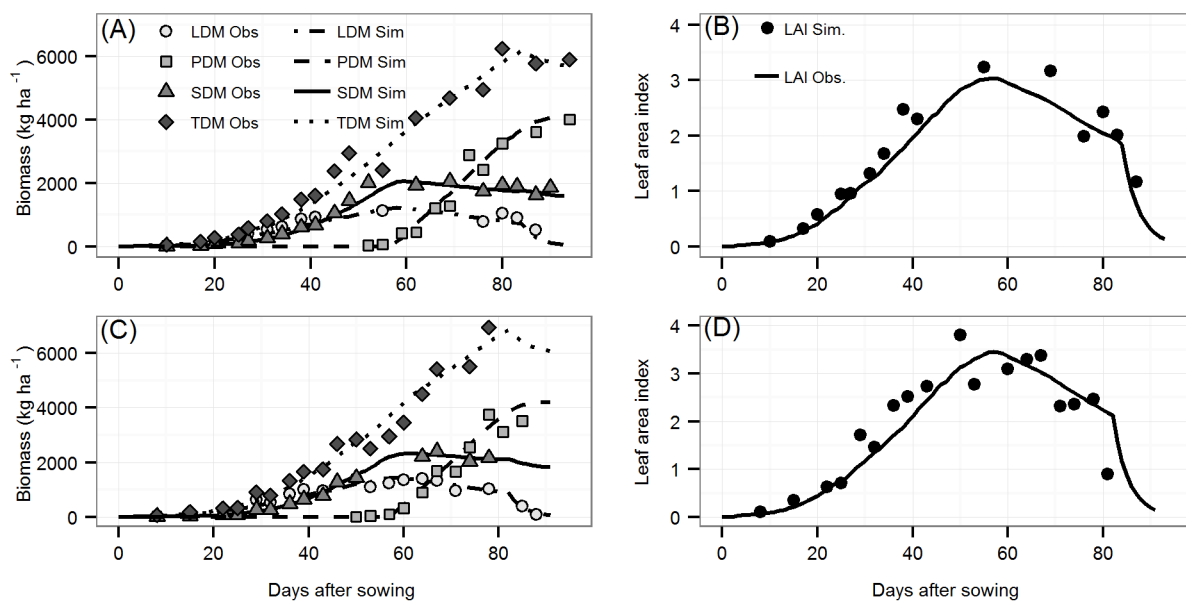 (A)
LDM Obs LDM Sim
PDM Obs PDM Sim
SDM Obs SDM Sim
TDM Obs TDM Sim
Biomass (kg ha -1)
6000
4000
2000
0
0 20 40 60 80
(B)
LAI Sim.
LAI Obs.
Leaf area index
4
3
2
1
0
0 20 40 60 80
(C)
Biomass (kg ha -1)
6000
4000
2000
0
0 20 40 60 80
Days after sowing
(D)
Leaf area index
4
3
2
1
0
0 20 40 60 80
Days after sowing